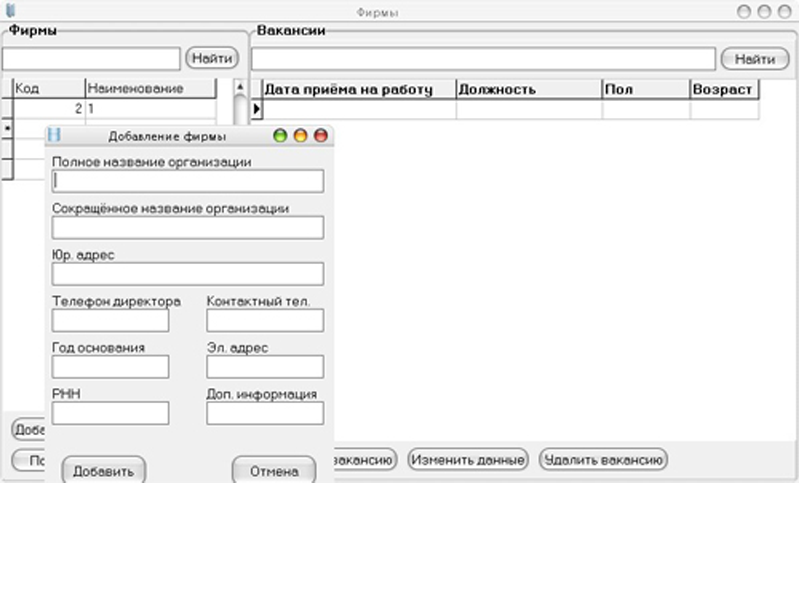 Фирмы
Фирмы
Вакансии
Найти
Найти
Код Наименование
Дата приёма на работу Должность Пол Возраст
2 1
Добавление фирмы
Полное название организации
Сокращённое название организации
Юр. адрес
Телефон директора Контактный тел.
Год основания Эл. адрес
РНН Доп. информация
вакансию Изменить данные Удалить вакансию
Добавить Отмена